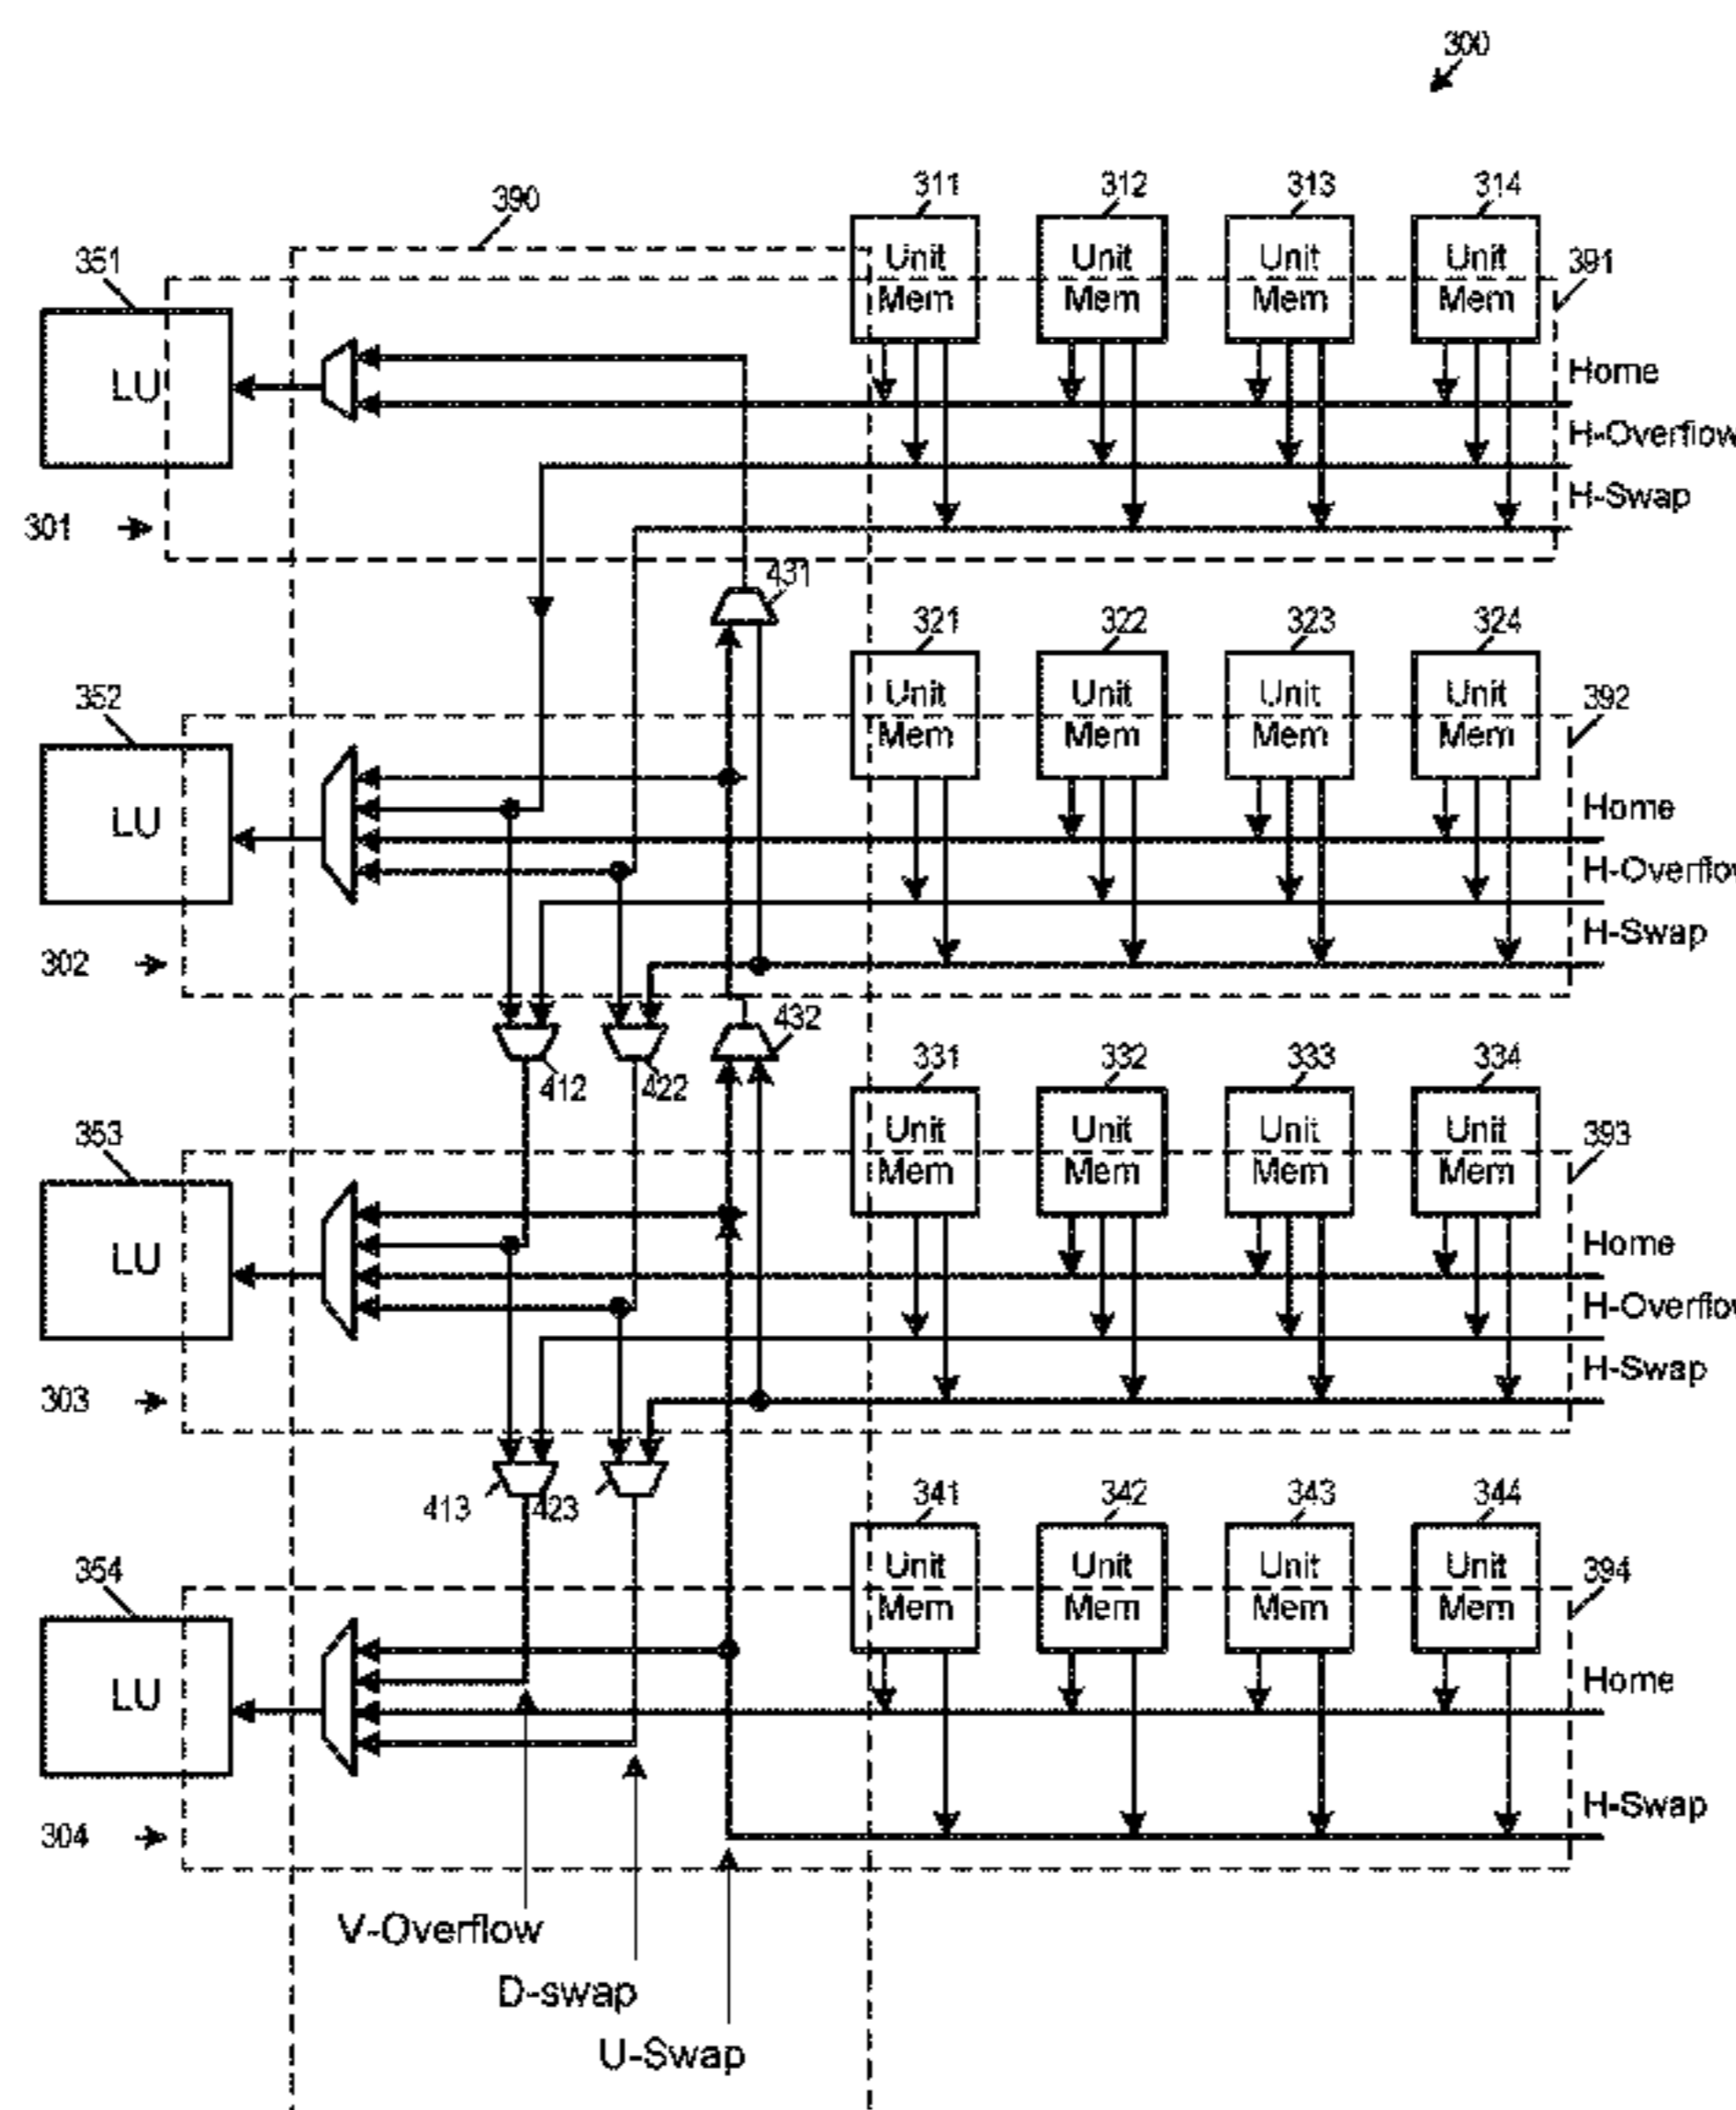 300
390
311
312
313
314
351
Unit Mem
Unit Mem
Unit Mem
Unit Mem
391
LU
Home
H-Overflow
H-Swap
301
431
321
322
323
324
352
Unit Mem
Unit Mem
Unit Mem
Unit Mem
392
LU
Home
H-Overflow
H-Swap
302
412
422
432
331
332
333
334
353
Unit Mem
Unit Mem
Unit Mem
Unit Mem
393
LU
Home
H-Overflow
H-Swap
303
413
423
341
342
343
344
354
Unit Mem
Unit Mem
Unit Mem
Unit Mem
394
LU
Home
H-Swap
304
V-Overflow
D-swap
U-Swap